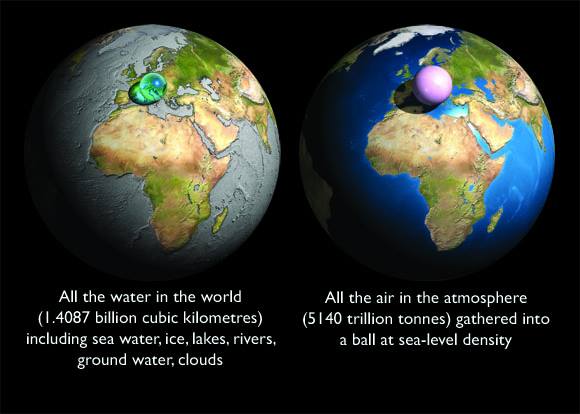 All the water in the world
(1.4087 billion cubic kilometres)
including sea water, ice, lakes, rivers,
ground water, clouds
All the air in the atmosphere
(5140 trillion tonnes) gathered into
a ball at sea-level density